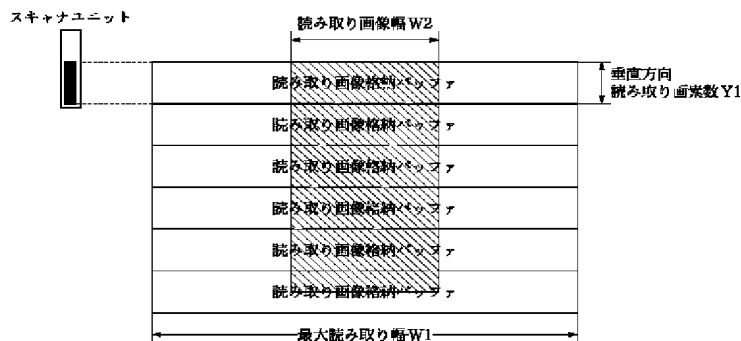 スキャナユニット
読み取り画像幅W2
垂直方向
読み取り画素数Y1
読み取り画像格納バッファ
読み取り画像格納バッファ
読み取り画像格納バッファ
読み取り画像格納バッファ
読み取り画像格納バッファ
読み取り画像格納バッファ
最大読み取り幅W1